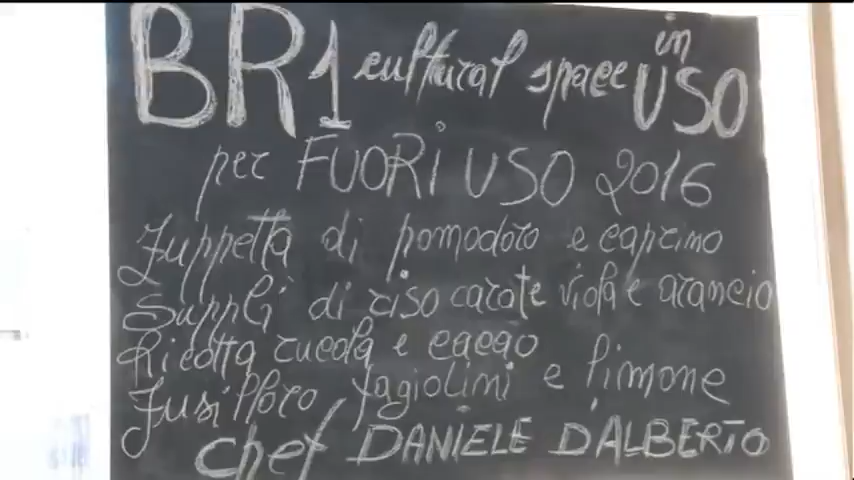 BR1 cultural space in USO
per FUORI USO 2016
Zuppetta di pomodoro e caprino
Supplì di riso carote viola e arancio
Ricotta rucola e cacao
Fusilloro fagiolini e limone
chef DANIELE D'ALBERTO